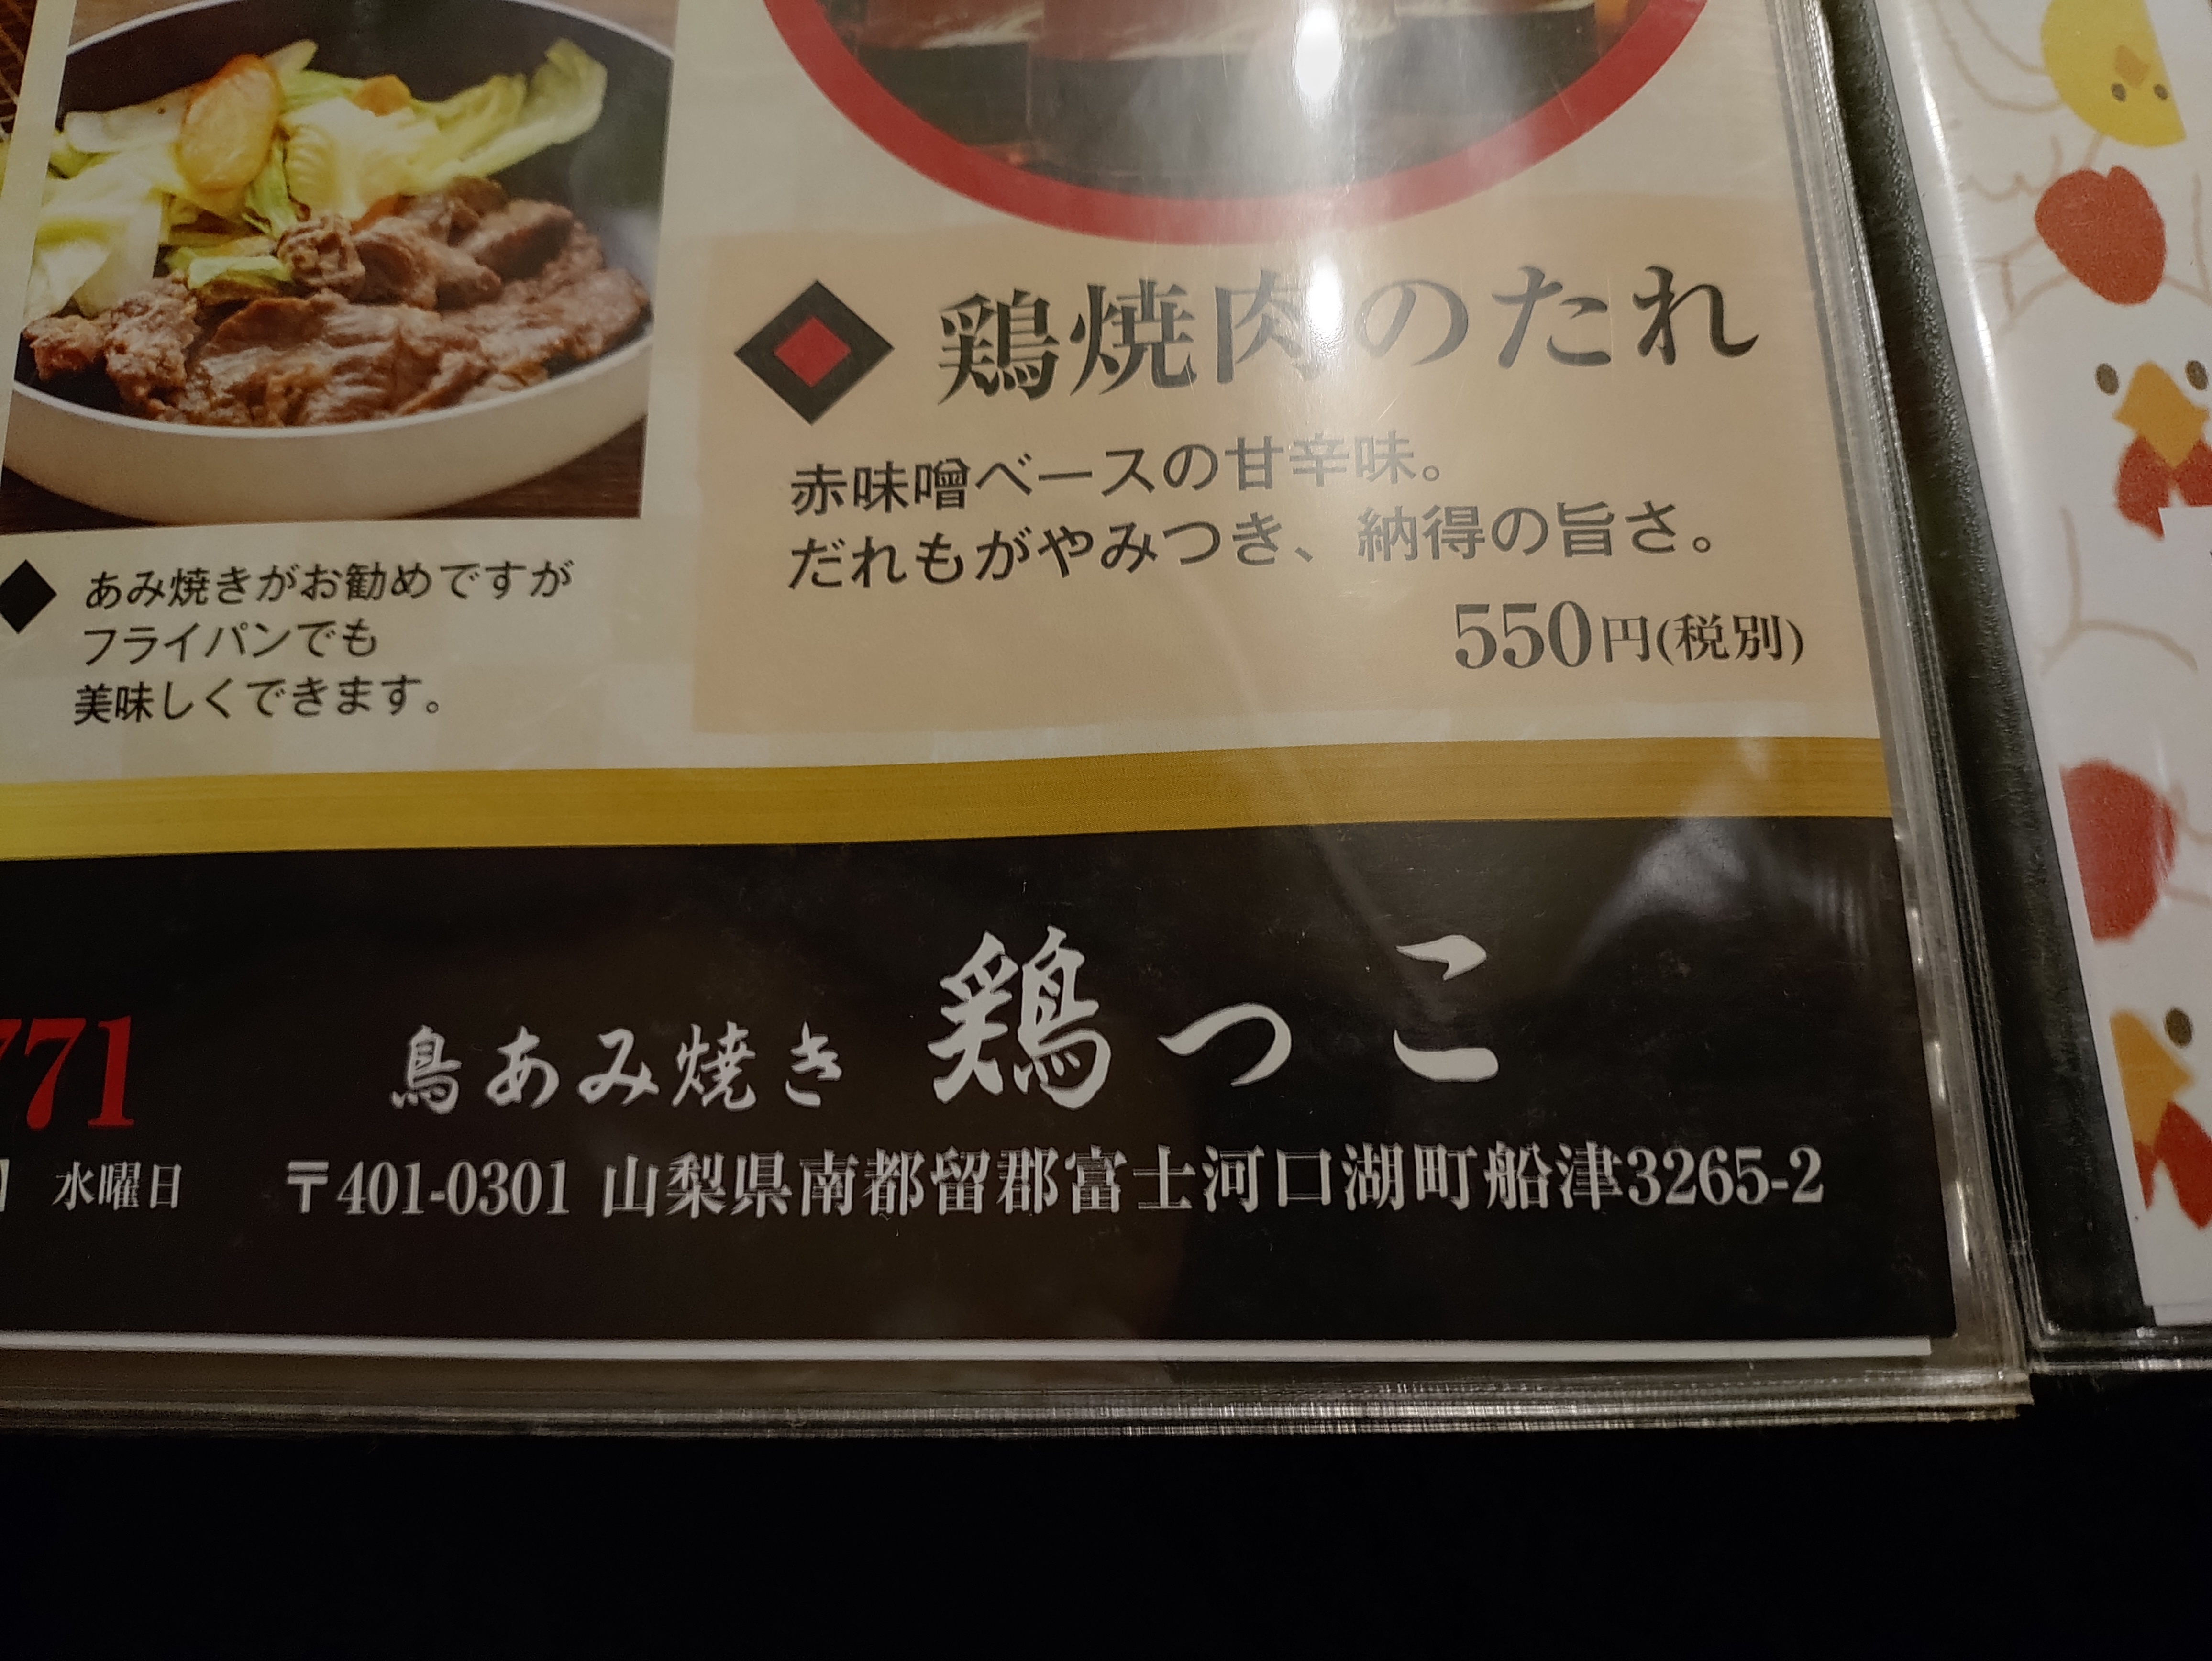 鶏焼肉のたれ
赤味噌ベースの甘辛味。
だれもがやみつき、納得の旨さ。
550円(税別)
あみ焼きがお勧めですが
フライパンでも
美味しくできます。
771
水曜日
鳥あみ焼き 鶏っこ
〒401-0301 山梨県南都留郡富士河口湖町船津3265-2